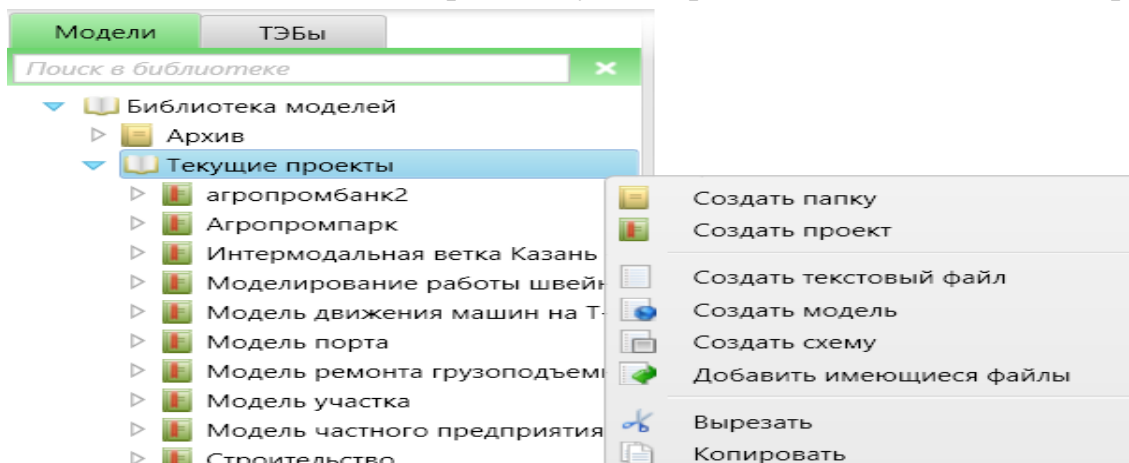 Модели ТЭБы
Поиск в библиотеке
Библиотека моделей
Архив
Текущие проекты
агропромбанк2
Агропромпарк
Интермодальная ветка Казань
Моделирование работы
Модель движения машин на Т-
Модель порта
Модель ремонта
Модель участка
Модель частного предприятия
Строительство
Создать папку
Создать проект
Создать текстовый файл
Создать модель
Создать схему
Добавить имеющиеся файлы
Вырезать
Копировать